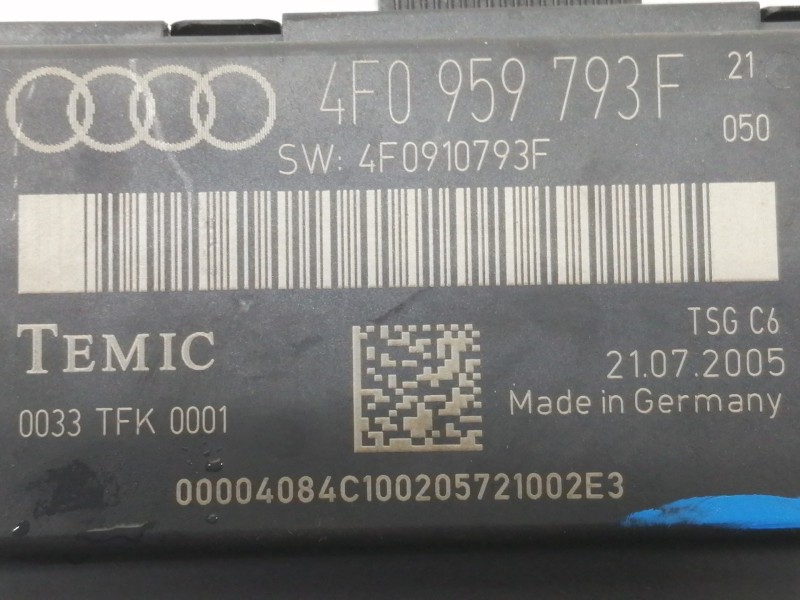 4F0 959 793F 21
050
SW: 4F0910793F
TEMIC
TSG C6
21.07.2005
0033 TFK 0001
Made in Germany
00004084C100205721002E3